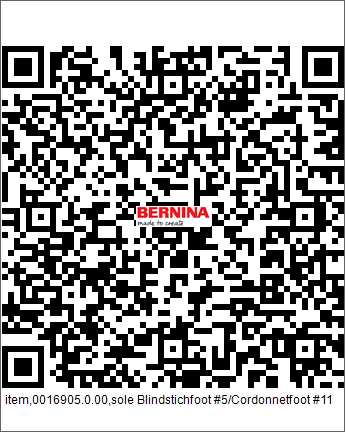 BERNINA
made to create
item,0016905.0.00,sole Blindstichfoot #5/Cordonnetfoot #11